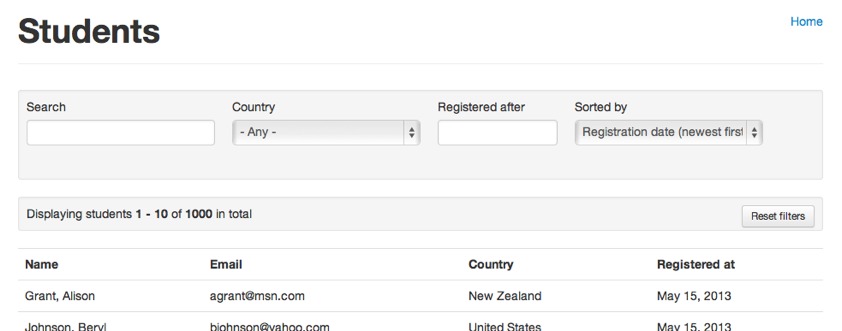 Students
Home
Search
Country
Registered after
Sorted by
- Any -
Registration date (newest first
Displaying students 1 - 10 of 1000 in total
Reset filters
Name Email Country Registered at
Grant, Alison agrant@msn.com New Zealand May 15, 2013
Johnson, Beryl bjohnson@yahoo.com United States May 15, 2013